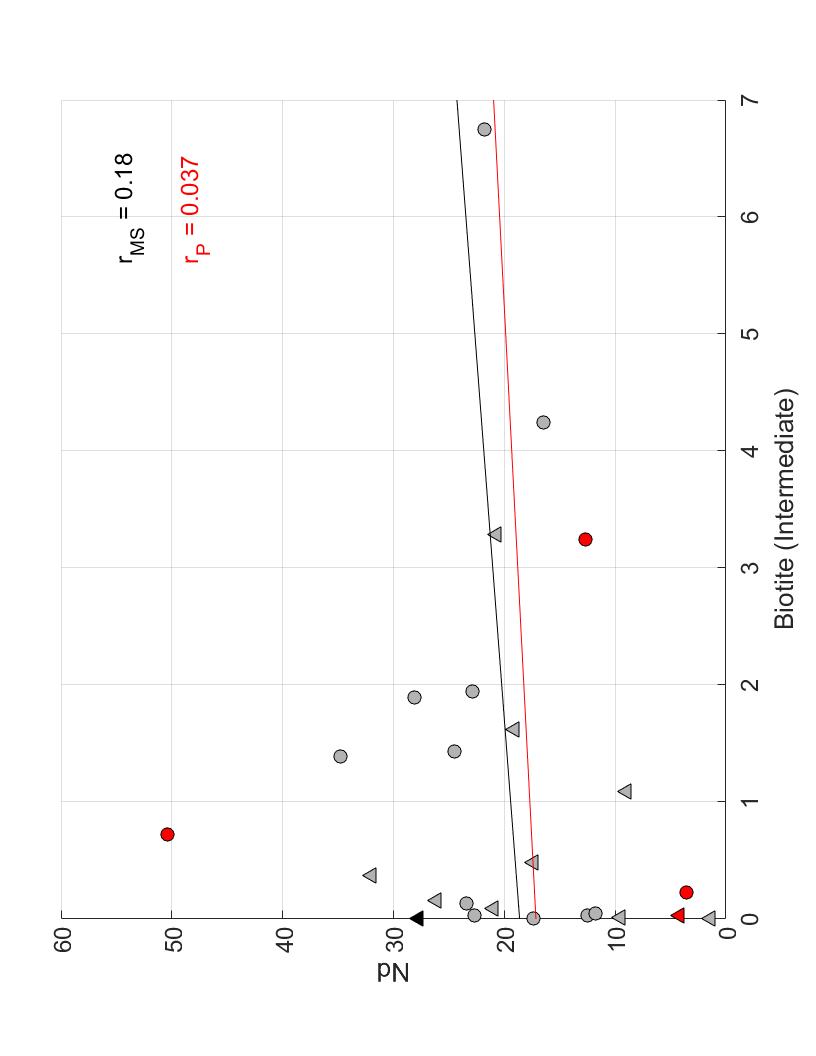 60
50
40
30
20
10
0
Nd
r_MS = 0.18
r_P = 0.037
0 1 2 3 4 5 6 7
Biotite (Intermediate)